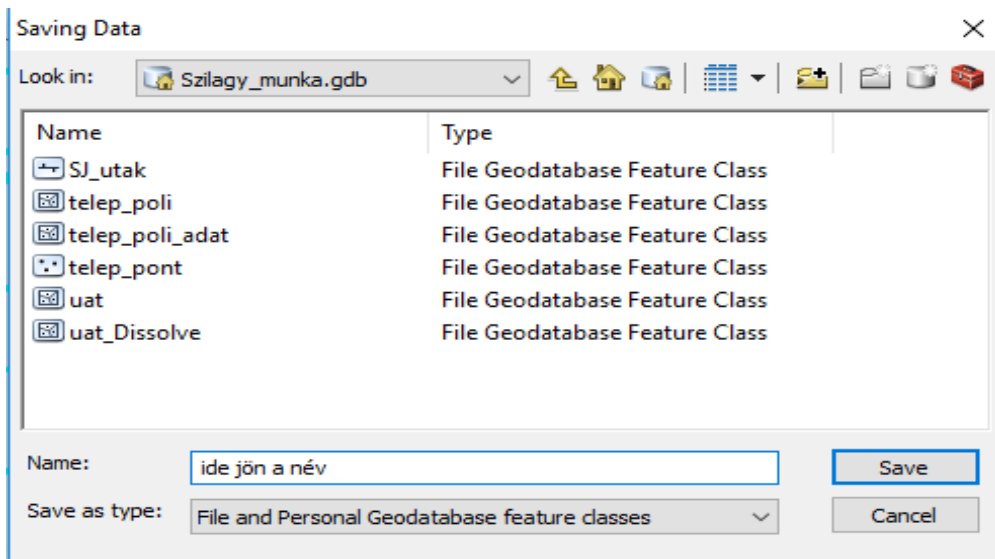 Saving Data
Look in: Szilagy_munka.gdb
Name Type
SJ_utak File Geodatabase Feature Class
telep_poli File Geodatabase Feature Class
telep_poli_adat File Geodatabase Feature Class
telep_pont File Geodatabase Feature Class
uat File Geodatabase Feature Class
uat_Dissolve File Geodatabase Feature Class
Name: ide jön a név Save
Save as type: File and Personal Geodatabase feature classes Cancel